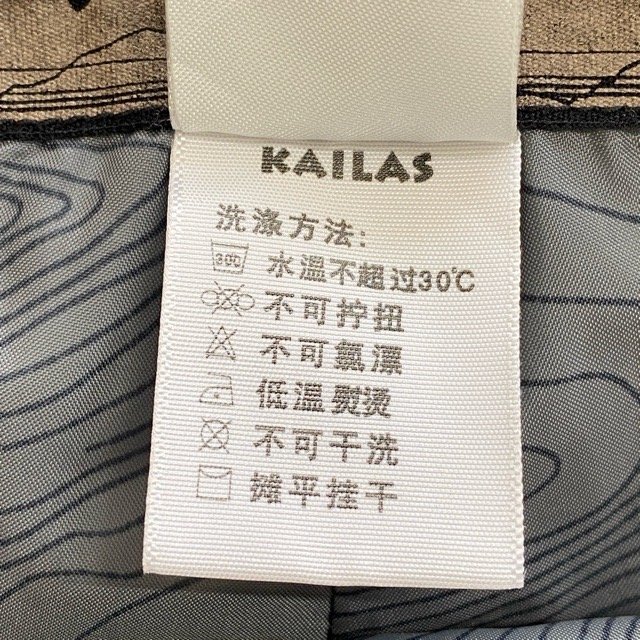 KAILAS
洗涤方法:
30C 水温不超过30℃
不可拧扭
不可氯漂
低温熨烫
不可干洗
摊平挂干